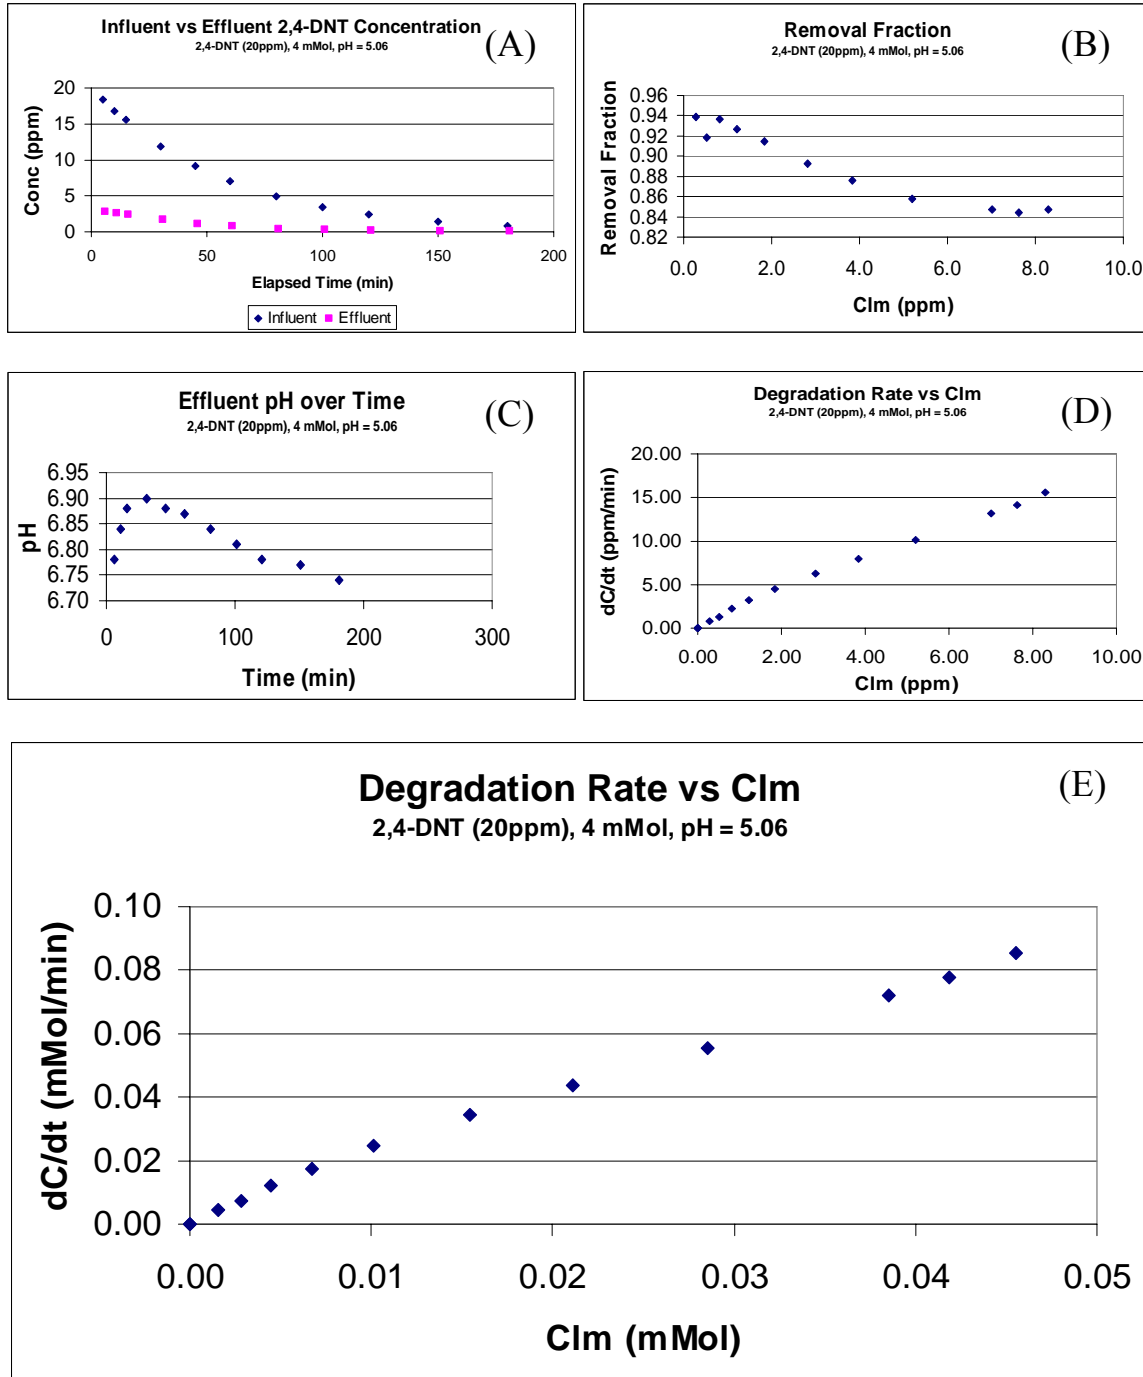 Influent vs Effluent 2,4-DNT Concentration
2,4-DNT (20ppm), 4 mMol, pH = 5.06
(A)
Conc (ppm)
20
15
10
5
0
0 50 100 150 200
Elapsed Time (min)
Influent Effluent
Removal Fraction
2,4-DNT (20ppm), 4 mMol, pH = 5.06
(B)
Removal Fraction
0.96
0.94
0.92
0.90
0.88
0.86
0.84
0.82
0.0 2.0 4.0 6.0 8.0 10.0
Clm (ppm)
Effluent pH over Time
2,4-DNT (20ppm), 4 mMol, pH = 5.06
(C)
pH
6.95
6.90
6.85
6.80
6.75
6.70
0 100 200 300
Time (min)
Degradation Rate vs Clm
2,4-DNT (20ppm), 4 mMol, pH = 5.06
(D)
dC/dt (ppm/min)
20.00
15.00
10.00
5.00
0.00
0.00 2.00 4.00 6.00 8.00 10.00
Clm (ppm)
Degradation Rate vs Clm
2,4-DNT (20ppm), 4 mMol, pH = 5.06
(E)
dC/dt (mMol/min)
0.10
0.08
0.06
0.04
0.02
0.00
0.00 0.01 0.02 0.03 0.04 0.05
Clm (mMol)